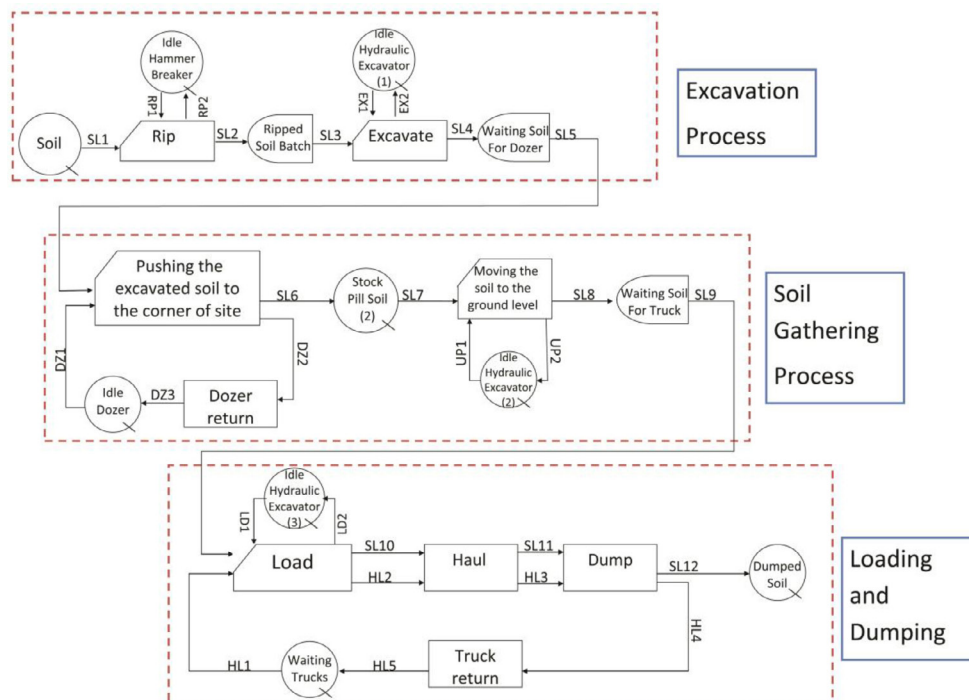 Idle
Hammer
Breaker
Idle
Hydraulic
Excavator
(1)
RP1
RP2
EX1
EX2
Soil
SL1
Rip
SL2
Ripped
Soil Batch
SL3
Excavate
SL4
Waiting Soil
For Dozer
SL5
Excavation
Process
Pushing the
excavated soil to
the corner of site
SL6
Stock
Pill Soil
(2)
SL7
Moving the
soil to the
ground level
SL8
Waiting Soil
For Truck
SL9
DZ1
DZ2
UP1
UP2
Idle
Hydraulic
Excavator
(2)
Idle
Dozer
DZ3
Dozer
return
Soil
Gathering
Process
Idle
Hydraulic
Excavator
(3)
LD1
LD2
Load
SL10
HL2
Haul
SL11
HL3
Dump
SL12
Dumped
Soil
HL4
HL1
Waiting
Trucks
HL5
Truck
return
Loading
and
Dumping